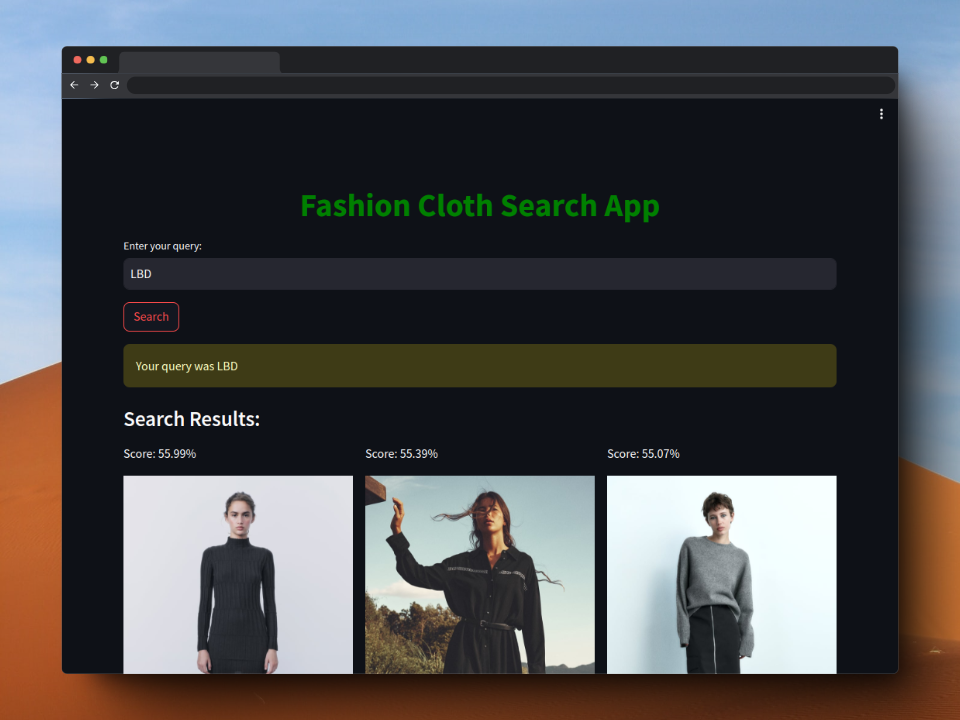 Fashion Cloth Search App
Enter your query:
LBD
Search
Your query was LBD
Search Results:
Score: 55.99%
Score: 55.39%
Score: 55.07%